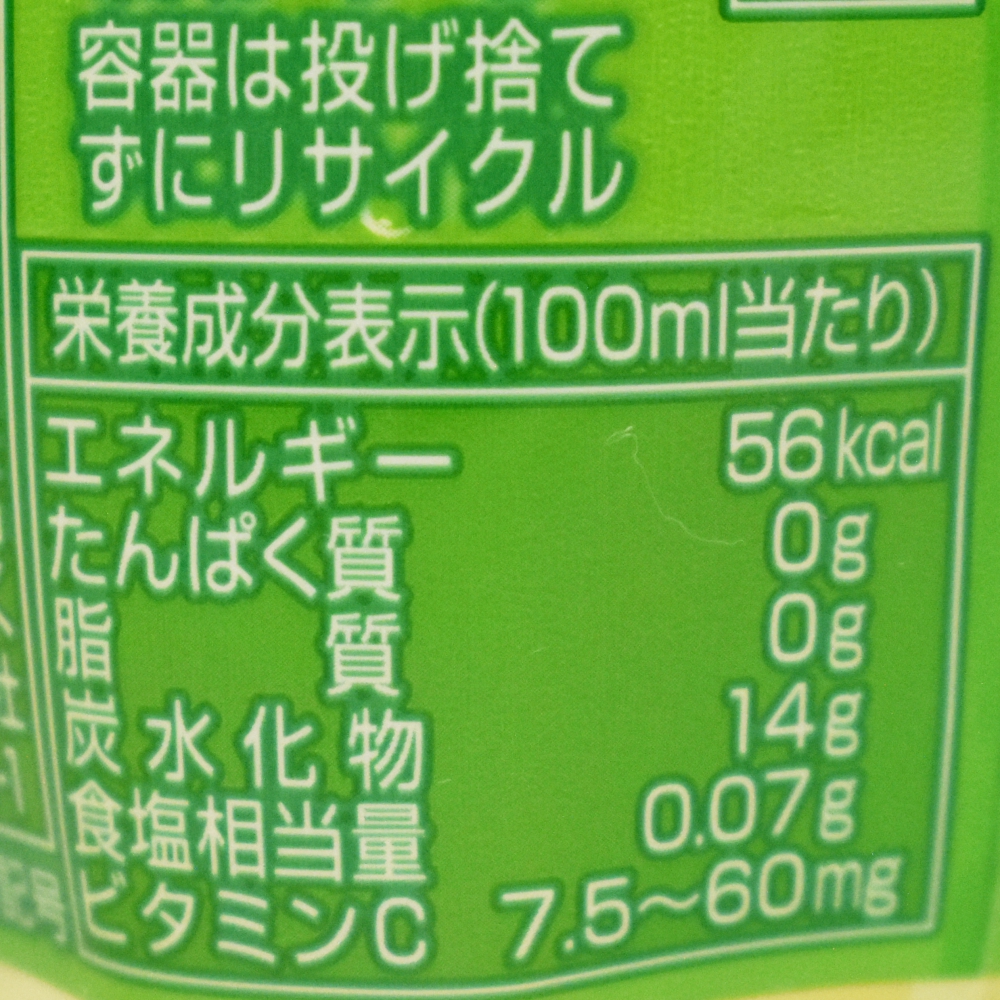 容器は投げ捨て
ずにリサイクル
栄養成分表示(100ml当たり)
エネルギー 56kcal
たんぱく質 0g
脂質 0g
炭水化物 14g
食塩相当量 0.07g
ビタミンC 7.5〜60mg